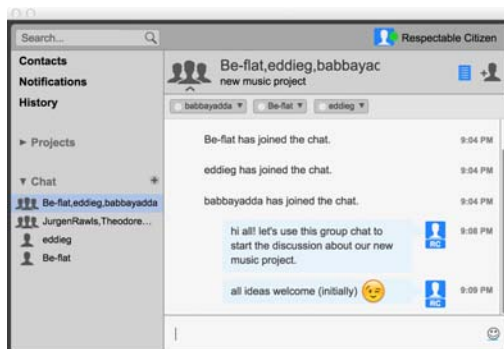 Search...
Respectable Citizen
Contacts
Notifications
History
► Projects
▼ Chat
Be-flat,eddieg,babbayadda
JurgenRawls,Theodore...
eddieg
Be-flat
Be-flat,eddieg,babbayac
new music project
babbayadda ▼ Be-flat ▼ eddieg ▼
Be-flat has joined the chat. 9:04 PM
eddieg has joined the chat. 9:04 PM
babbayadda has joined the chat. 9:04 PM
hi all! let's use this group chat to
start the discussion about our new
music project.
RC 9:08 PM
all ideas welcome (initially)
RC 9:09 PM